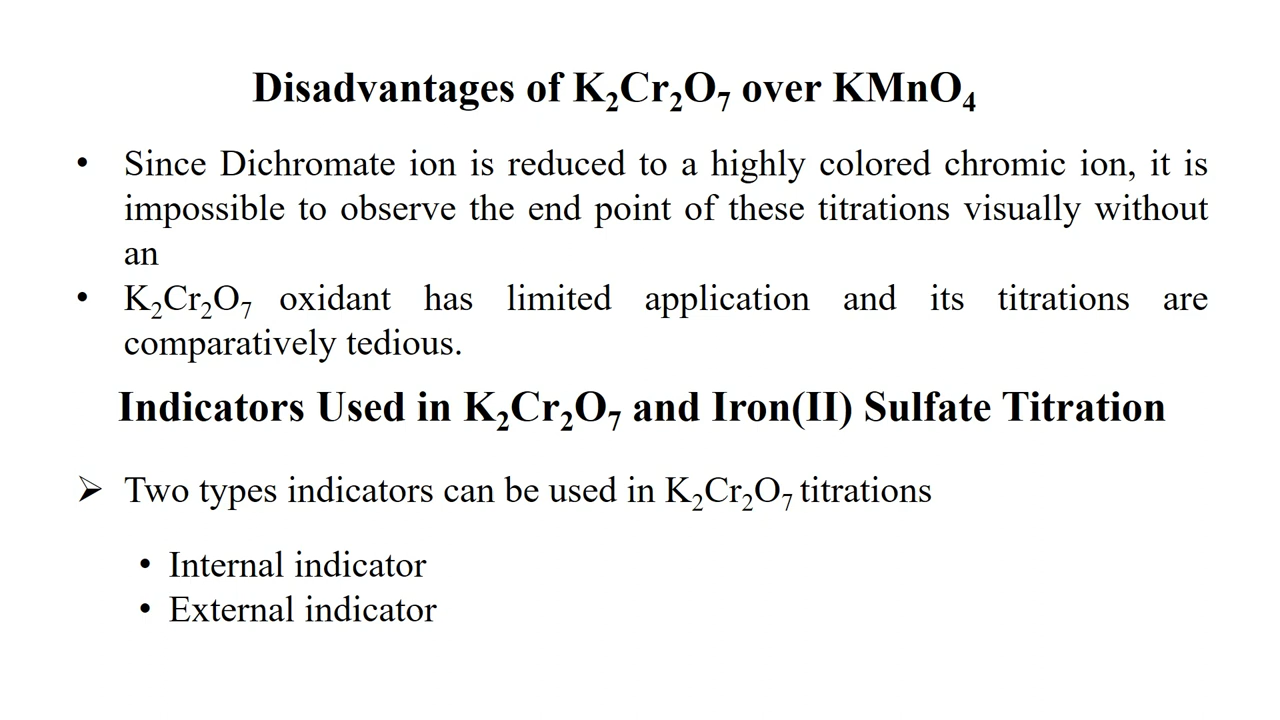 Disadvantages of K₂Cr₂O₇ over KMnO₄
• Since Dichromate ion is reduced to a highly colored chromic ion, it is
impossible to observe the end point of these titrations visually without
an
• K₂Cr₂O₇ oxidant has limited application and its titrations are
comparatively tedious.
Indicators Used in K₂Cr₂O₇ and Iron(II) Sulfate Titration
➢ Two types indicators can be used in K₂Cr₂O₇ titrations
• Internal indicator
• External indicator